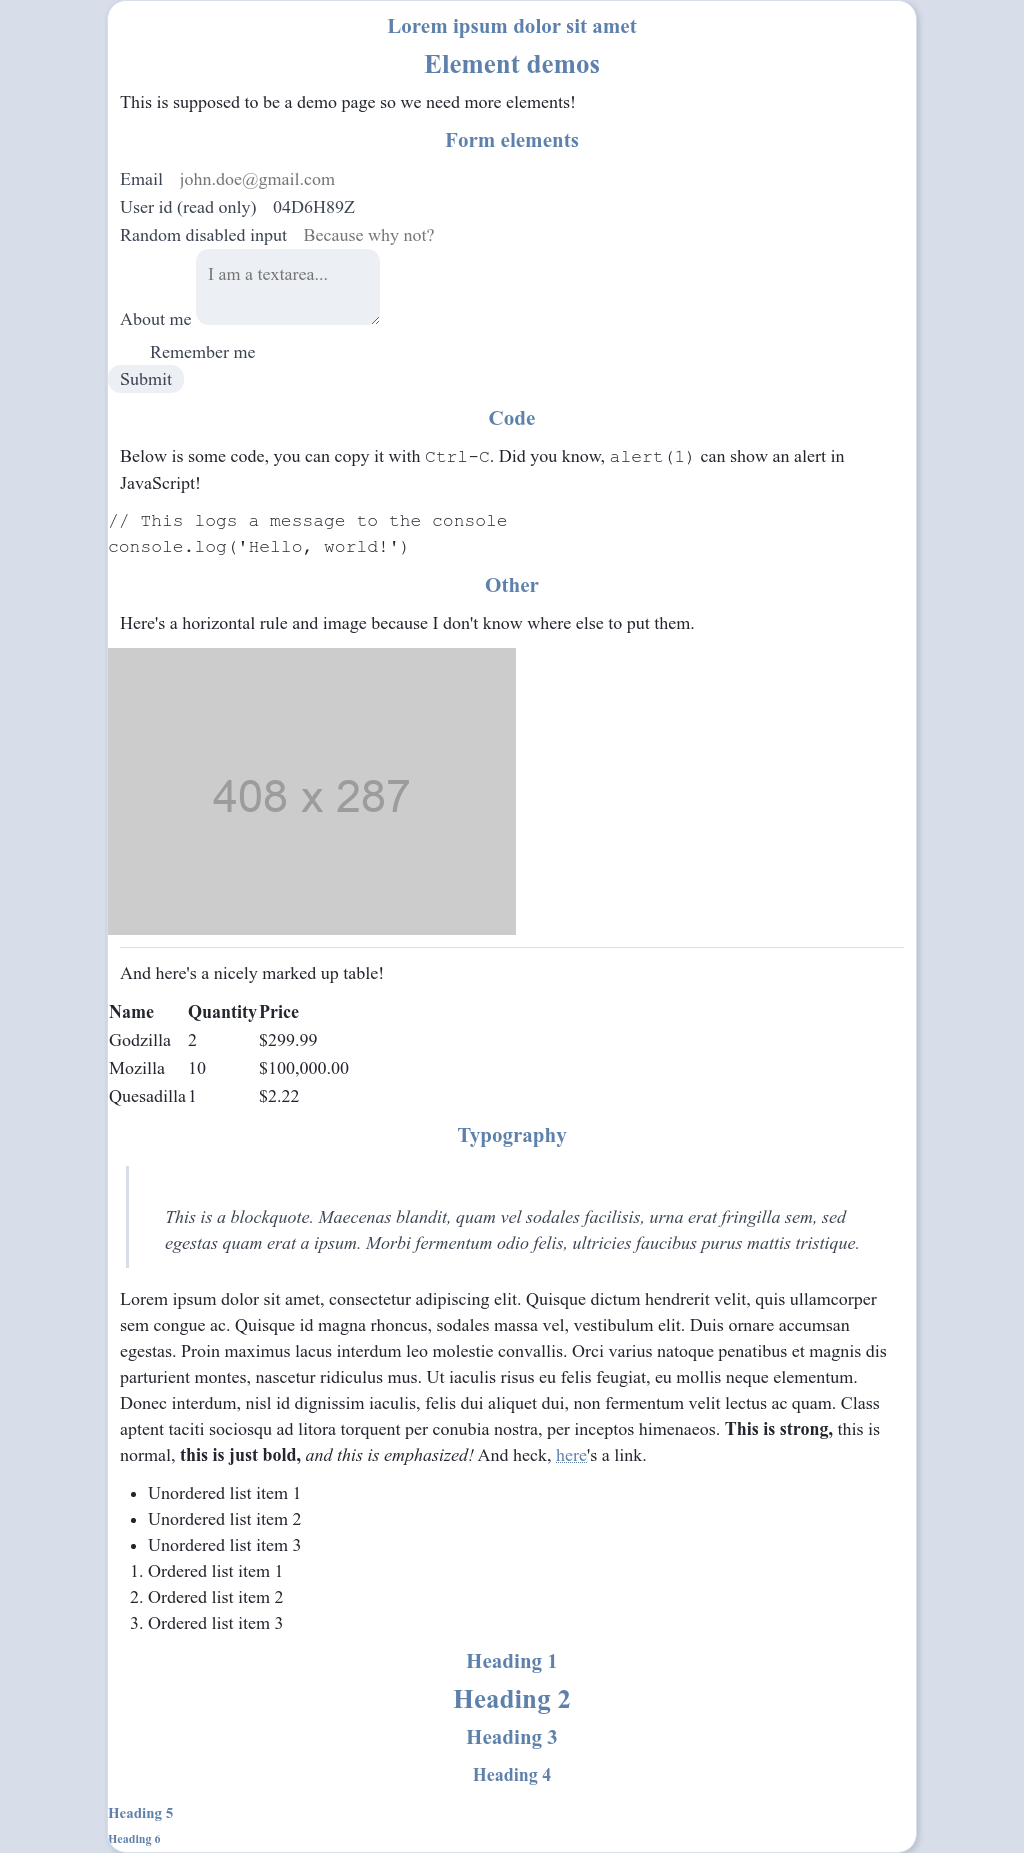 Lorem ipsum dolor sit amet
Element demos
This is supposed to be a demo page so we need more elements!
Form elements
Email john.doe@gmail.com
User id (read only) 04D6H89Z
Random disabled input Because why not?
I am a textarea...
About me
Remember me
Submit
Code
Below is some code, you can copy it with Ctrl-C. Did you know, alert(1) can show an alert in
JavaScript!
// This logs a message to the console
console.log('Hello, world!')
Other
Here's a horizontal rule and image because I don't know where else to put them.
408 x 287
And here's a nicely marked up table!
Name Quantity Price
Godzilla 2 $299.99
Mozilla 10 $100,000.00
Quesadilla 1 $2.22
Typography
This is a blockquote. Maecenas blandit, quam vel sodales facilisis, urna erat fringilla sem, sed
egestas quam erat a ipsum. Morbi fermentum odio felis, ultricies faucibus purus mattis tristique.
Lorem ipsum dolor sit amet, consectetur adipiscing elit. Quisque dictum hendrerit velit, quis ullamcorper
sem congue ac. Quisque id magna rhoncus, sodales massa vel, vestibulum elit. Duis ornare accumsan
egestas. Proin maximus lacus interdum leo molestie convallis. Orci varius natoque penatibus et magnis dis
parturient montes, nascetur ridiculus mus. Ut iaculis risus eu felis feugiat, eu mollis neque elementum.
Donec interdum, nisl id dignissim iaculis, felis dui aliquet dui, non fermentum velit lectus ac quam. Class
aptent taciti sociosqu ad litora torquent per conubia nostra, per inceptos himenaeos. This is strong, this is
normal, this is just bold, and this is emphasized! And heck, here's a link.
• Unordered list item 1
• Unordered list item 2
• Unordered list item 3
1. Ordered list item 1
2. Ordered list item 2
3. Ordered list item 3
Heading 1
Heading 2
Heading 3
Heading 4
Heading 5
Heading 6